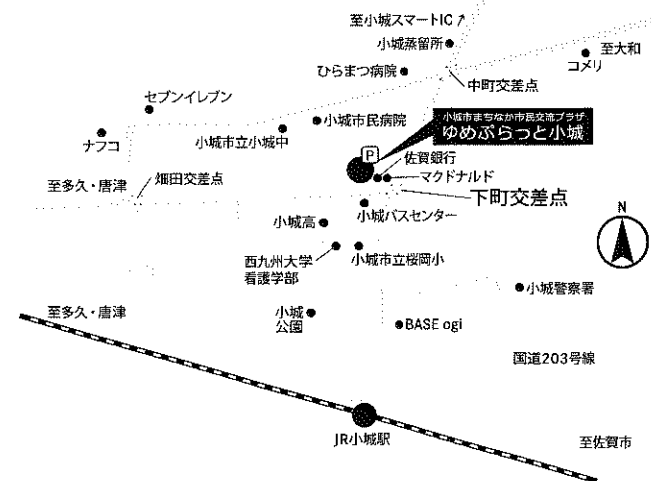 至小城スマートIC↗
小城蒸留所
至大和
コメリ
ひらまつ病院
中町交差点
セブンイレブン
小城市民病院
小城市まちなか市民交流プラザ
ゆめぷらっと小城
ナフコ
小城市立小城中
P
佐賀銀行
マクドナルド
至多久・唐津
畑田交差点
下町交差点
小城バスセンター
小城高
N
西九州大学
看護学部
小城市立桜岡小
小城警察署
至多久・唐津
小城
公園
BASE ogi
国道203号線
JR小城駅
至佐賀市